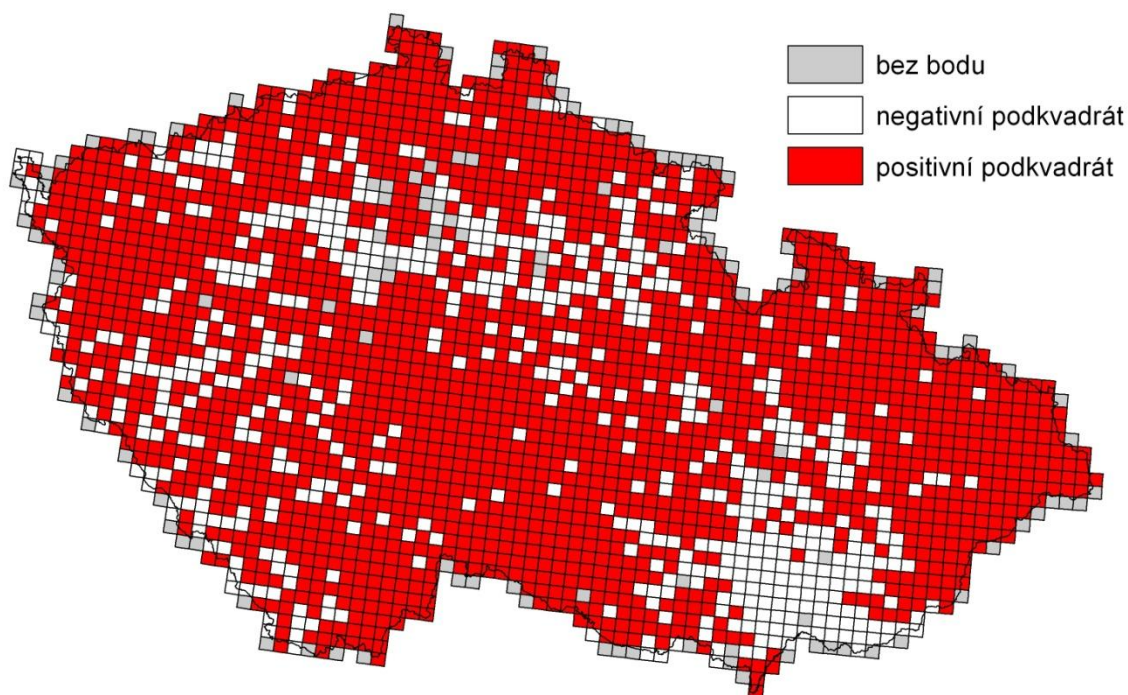 bez bodu
negativní podkvadrát
positivní podkvadrát